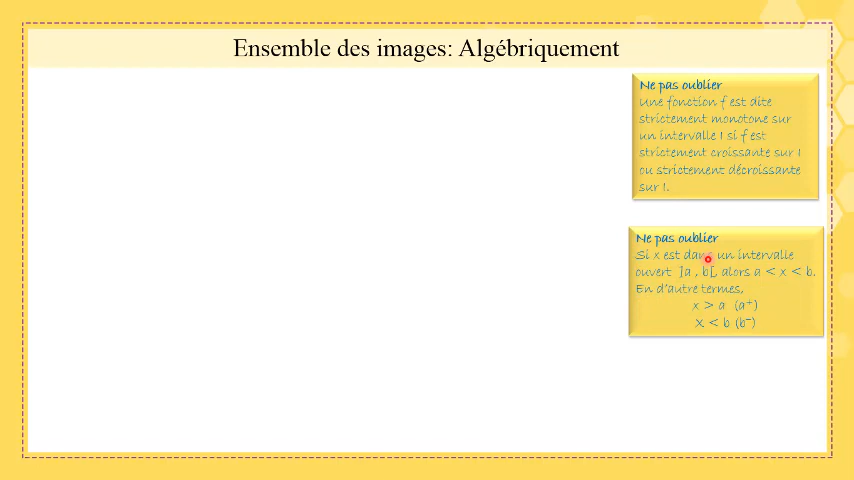 Ensemble des images: Algébriquement
Ne pas oublier
Une fonction f est dite
strictement monotone sur
un intervalle I si f est
strictement croissante sur I
ou strictement décroissante
sur I.
Ne pas oublier
Si x est dans un intervalle
ouvert ]a , b[, alors a < x < b.
En d'autre termes,
x > a (a⁺)
X < b (b⁻)